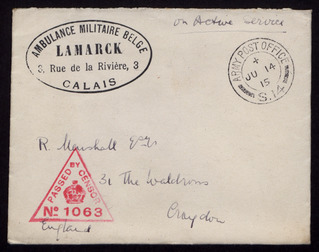 on Active Service
AMBULANCE MILITAIRE BELGE
LAMARCK
3, Rue de la Rivière, 3
CALAIS
ARMY POST OFFICE
JU 14
15
S.14
R. Marshall Esqre
31 The Waldrons
Croydon
England
PASSED BY CENSOR
No 1063